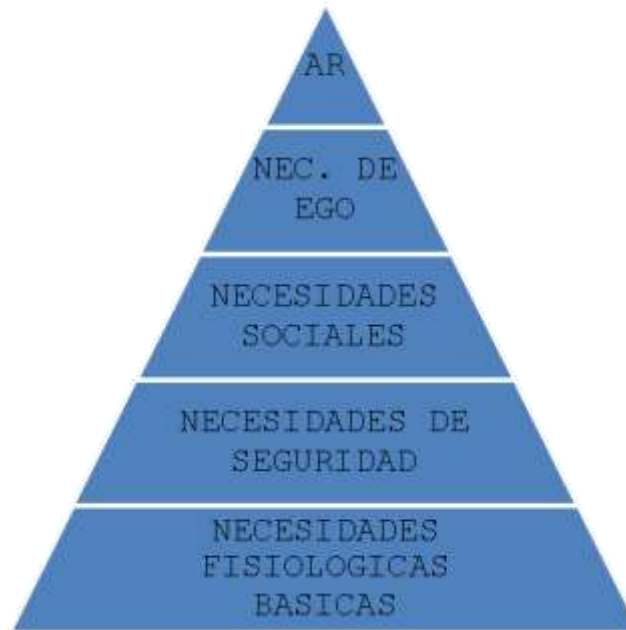 AR
NEC. DE
EGO
NECESIDADES
SOCIALES
NECESIDADES DE
SEGURIDAD
NECESIDADES
FISIOLOGICAS
BASICAS